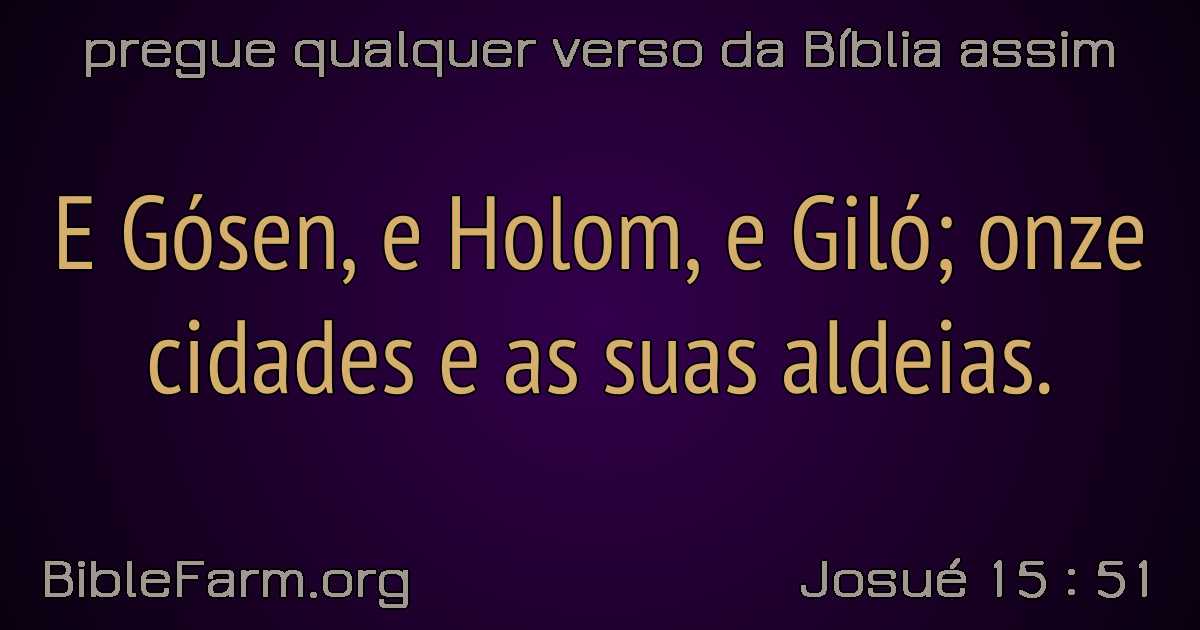 pregue qualquer verso da Bíblia assim
E Gósen, e Holom, e Giló; onze
cidades e as suas aldeias.
BibleFarm.org
Josué 15 : 51